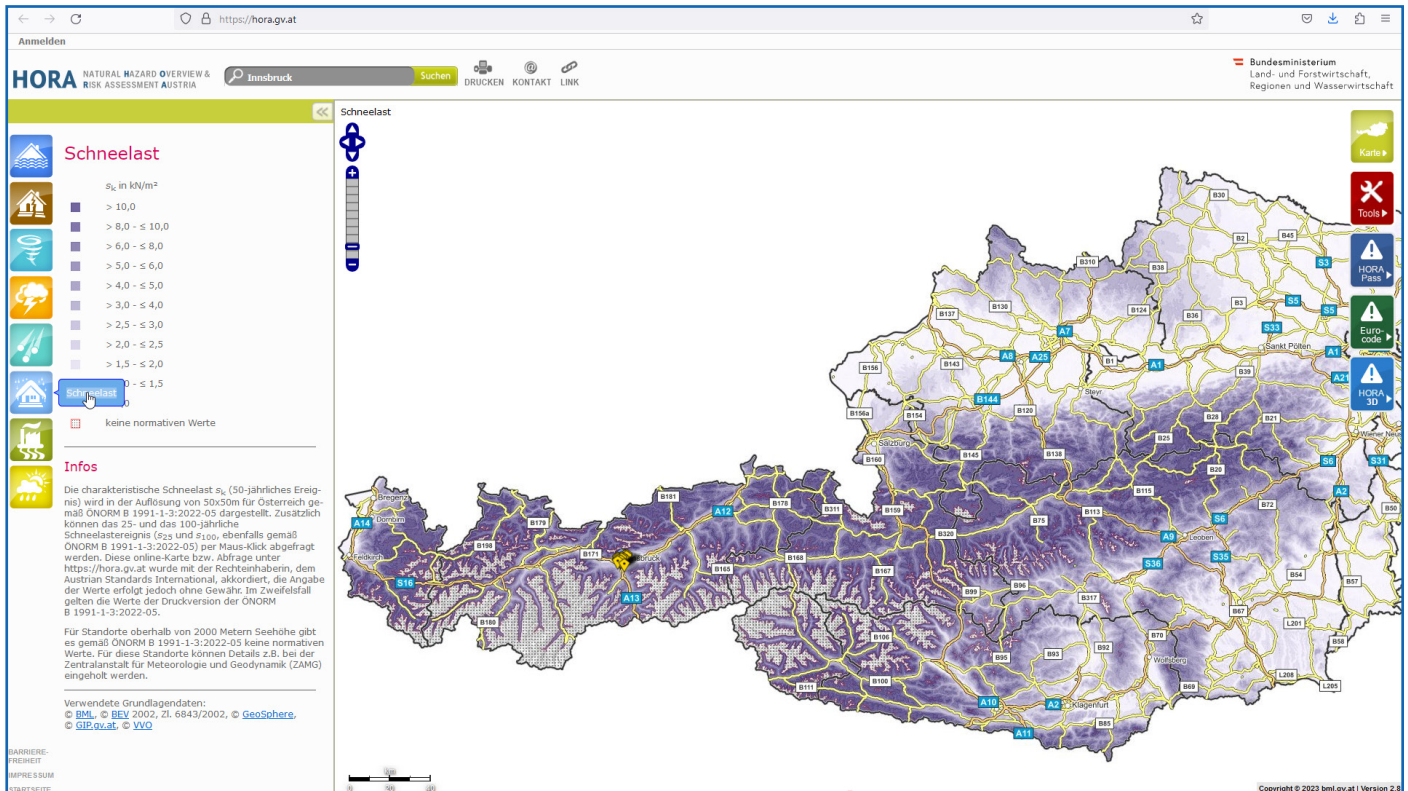 https://hora.gv.at
Anmelden
HORA NATURAL HAZARD OVERVIEW &
RISK ASSESSMENT AUSTRIA
Innsbruck
Suchen
DRUCKEN KONTAKT LINK
Bundesministerium
Land- und Forstwirtschaft,
Regionen und Wasserwirtschaft
Schneelast
sk in kN/m²
> 10,0
> 8,0 - ≤ 10,0
> 6,0 - ≤ 8,0
> 5,0 - ≤ 6,0
> 4,0 - ≤ 5,0
> 3,0 - ≤ 4,0
> 2,5 - ≤ 3,0
> 2,0 - ≤ 2,5
> 1,5 - ≤ 2,0
0 - ≤ 1,5
Schneelast
keine normativen Werte
Infos
Die charakteristische Schneelast sk (50-jährliches Ereig-
nis) wird in der Auflösung von 50x50m für Österreich ge-
mäß ÖNORM B 1991-1-3:2022-05 dargestellt. Zusätzlich
können das 25- und das 100-jährliche
Schneelastereignis (s25 und s100, ebenfalls gemäß
ÖNORM B 1991-1-3:2022-05) per Maus-Klick abgefragt
werden. Diese online-Karte bzw. Abfrage unter
https://hora.gv.at wurde mit der Rechtenhaberin, dem
Austrian Standards International, akkordiert, die Angabe
der Werte erfolgt jedoch ohne Gewähr. Im Zweifelsfall
gelten die Werte der Druckversion der ÖNORM
B 1991-1-3:2022-05.
Für Standorte oberhalb von 2000 Metern Seehöhe gibt
es gemäß ÖNORM B 1991-1-3:2022-05 keine normativen
Werte. Für diese Standorte können Details z.B. bei der
Zentralanstalt für Meteorologie und Geodynamik (ZAMG)
eingeholt werden.
Verwendete Grundlagendaten:
© BML, © BEV 2002, Zl. 6843/2002, © GeoSphere,
© GIP.gv.at, © VVO
BARRIERE-
FREIHEIT
IMPRESSUM
STARTSEITE
Schneelast
Karte
Tools
HORA
Pass
Euro-
code
HORA
3D
B30
B2 B45
B310 B38 S3
B137 B130 B124 B36 B3 S5
S5
A7 S33
Sankt Pölten
A8 A25 B1 A1 A1
B156 B143 B39 A21
Steyr
B144
B156a B154 B120 B28 B21
Wiener Neus
Salzburg B25
B160 B145 B138 S6 S31
B20
Bregenz B181 B178 B115 A2
Dornbirn A12 B311 B159 B72 B50
A14 B179 B75 B113 S6
B320 A9 Leoben
Feldkirch B198 B171 B168 S36 S35
B165 B167 B54 B57
S16 B99 B96
A13 B317 B67
B180 B106 L201
B70 B58
B95 B93 B92 Wolfsberg
B111 B100 B69 L208 L205
A10 A2 Klagenfurt
B85
A11
0 20 40
Copyright © 2023 bml.gv.at | Version 2.8